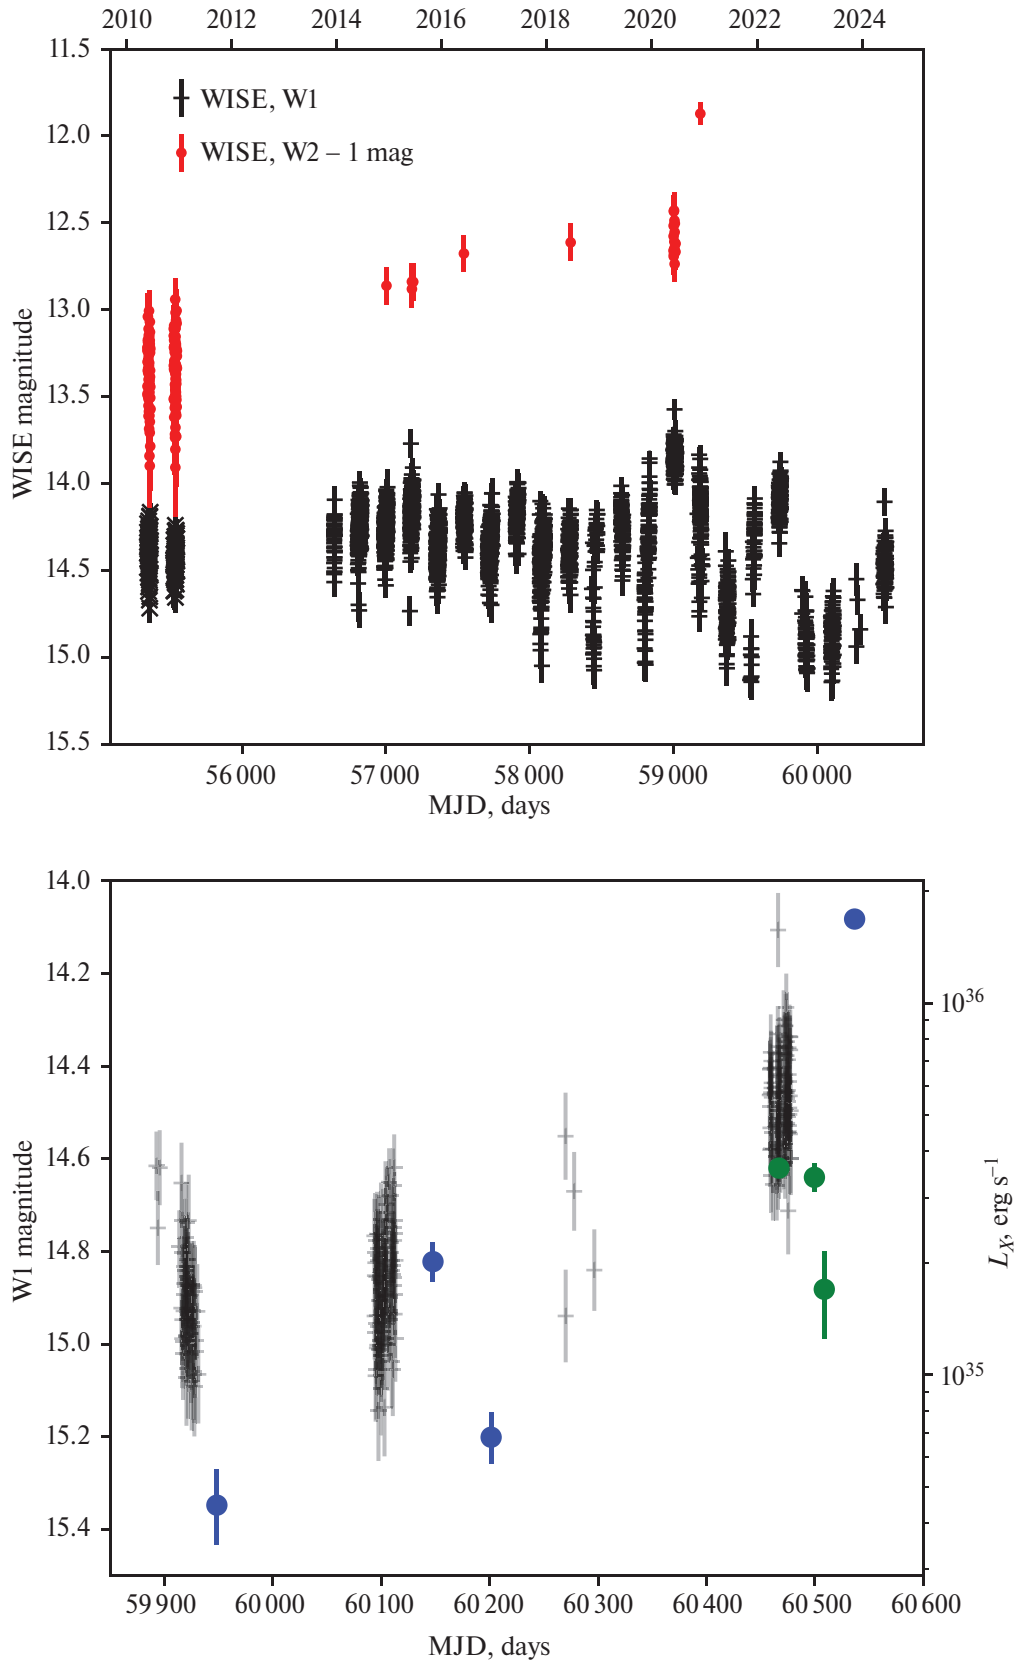 2010 2012 2014 2016 2018 2020 2022 2024
11.5
WISE, W1
12.0
WISE, W2 – 1 mag
12.5
13.0
13.5
14.0
14.5
15.0
15.5
WISE magnitude
56 000 57 000 58 000 59 000 60 000
MJD, days
14.0
14.2
14.4
14.6
14.8
15.0
15.2
15.4
W1 magnitude
10³⁶
10³⁵
L_X, erg s⁻¹
59 900 60 000 60 100 60 200 60 300 60 400 60 500 60 600
MJD, days